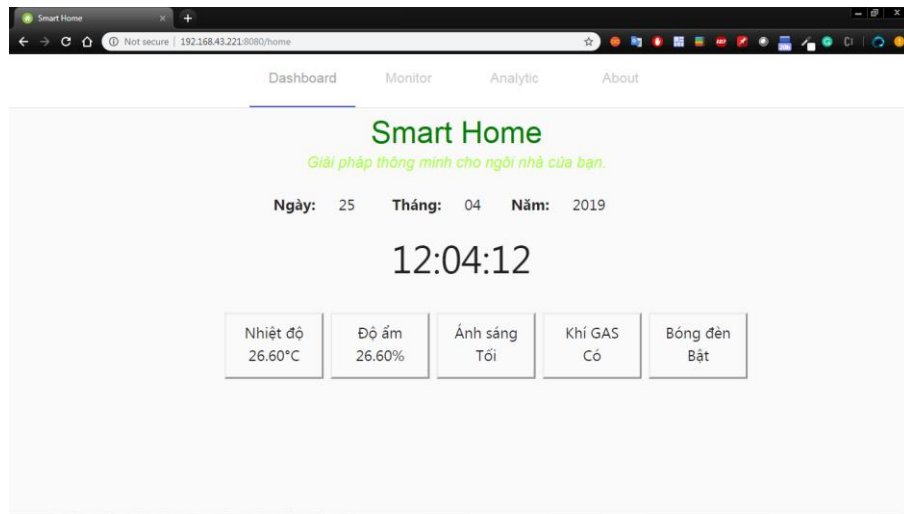 Smart Home
Not secure | 192.168.43.221:8080/home
Dashboard Monitor Analytic About
Smart Home
Giải pháp thông minh cho ngôi nhà của bạn.
Ngày: 25 Tháng: 04 Năm: 2019
12:04:12
Nhiệt độ Độ ẩm Ánh sáng Khí GAS Bóng đèn
26.60°C 26.60% Tối Có Bật